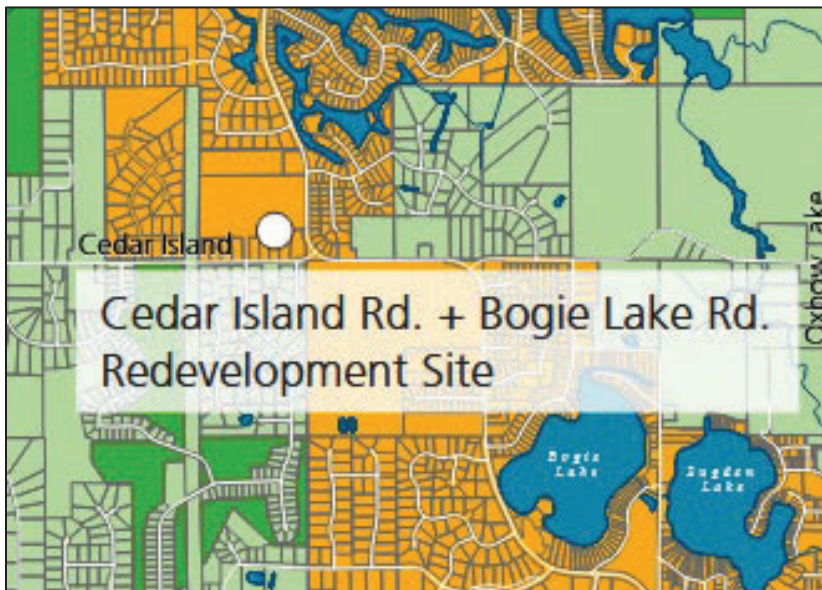 Cedar Island
Cedar Island Rd. + Bogie Lake Rd.
Redevelopment Site
Oxbow Lake
Bogie
Lake
Sugden
Lake